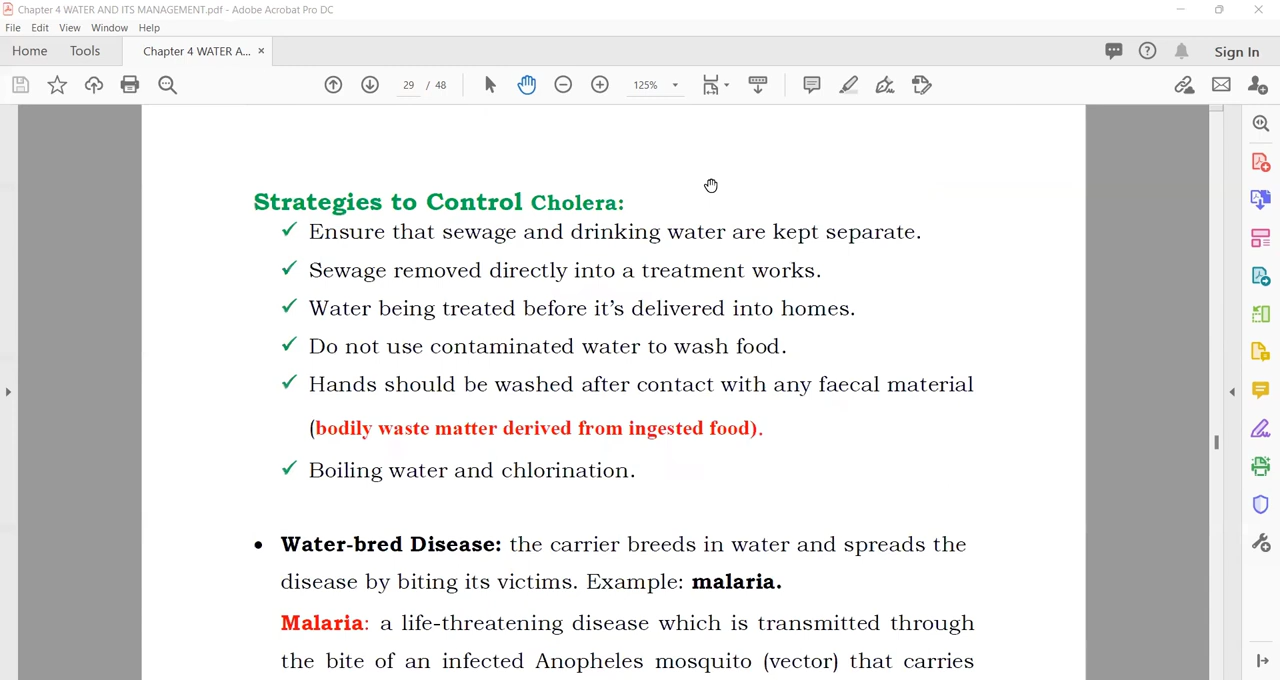 Chapter 4 WATER AND ITS MANAGEMENT.pdf - Adobe Acrobat Pro DC
File Edit View Window Help
Home Tools Chapter 4 WATER A... × Sign In
29 / 48 125%
Strategies to Control Cholera:
✓ Ensure that sewage and drinking water are kept separate.
✓ Sewage removed directly into a treatment works.
✓ Water being treated before it's delivered into homes.
✓ Do not use contaminated water to wash food.
✓ Hands should be washed after contact with any faecal material
(bodily waste matter derived from ingested food).
✓ Boiling water and chlorination.
• Water-bred Disease: the carrier breeds in water and spreads the
disease by biting its victims. Example: malaria.
Malaria: a life-threatening disease which is transmitted through
the bite of an infected Anopheles mosquito (vector) that carries